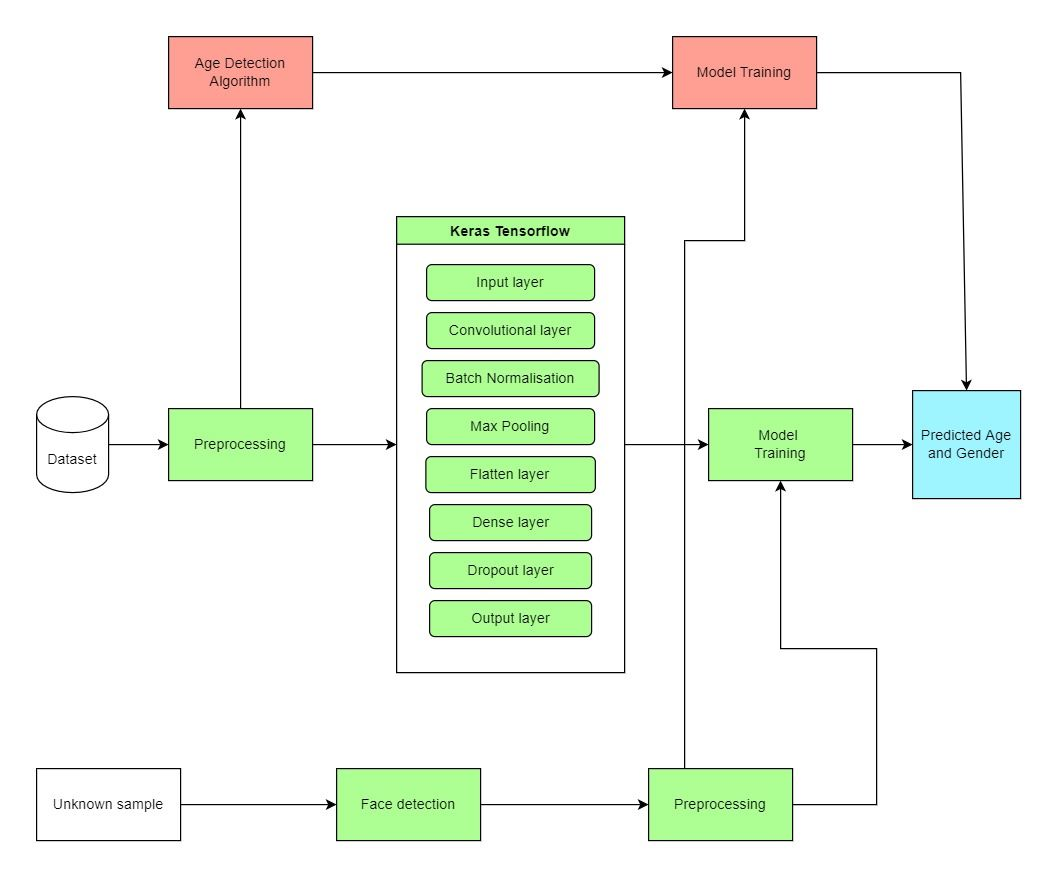 Age Detection
Algorithm
Model Training
Keras Tensorflow
Input layer
Convolutional layer
Batch Normalisation
Max Pooling
Flatten layer
Dense layer
Dropout layer
Output layer
Dataset
Preprocessing
Model
Training
Predicted Age
and Gender
Unknown sample
Face detection
Preprocessing